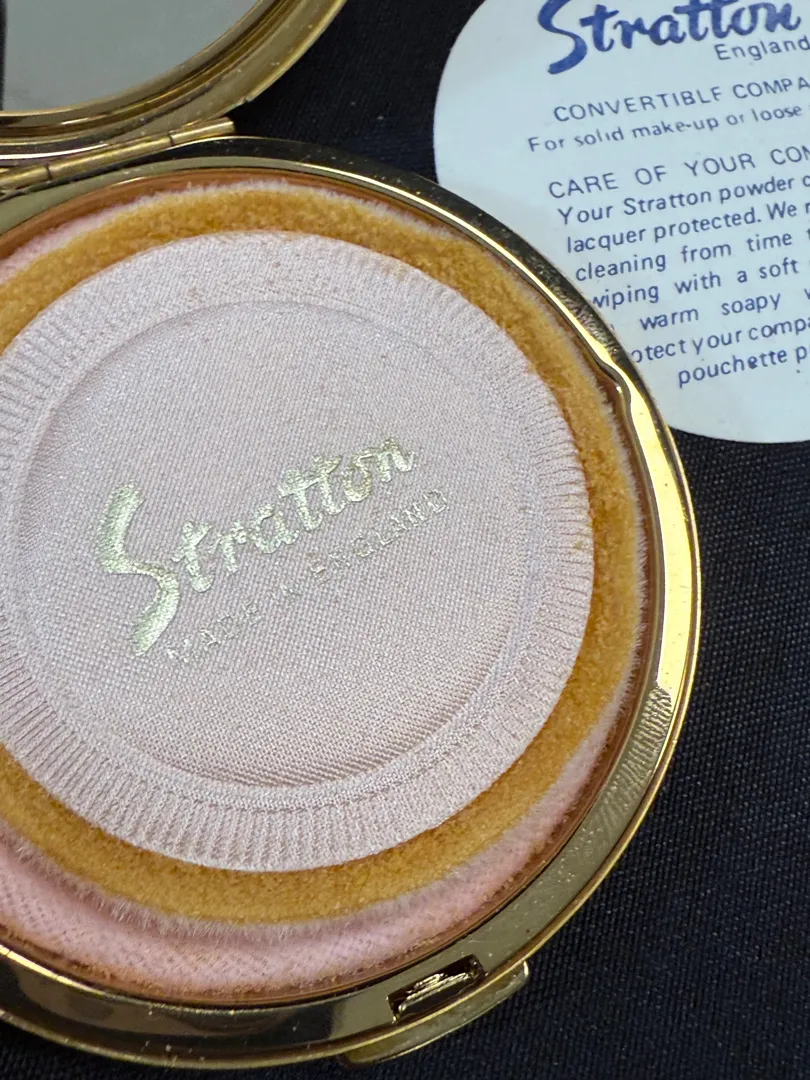 Stratton
England
CONVERTIBLE COMPA
For solid make-up or loose
CARE OF YOUR CON
Your Stratton powder c
lacquer protected. We r
cleaning from time t
wiping with a soft
warm soapy w
otect your compa
pouchette p
Stratton
MADE IN ENGLAND